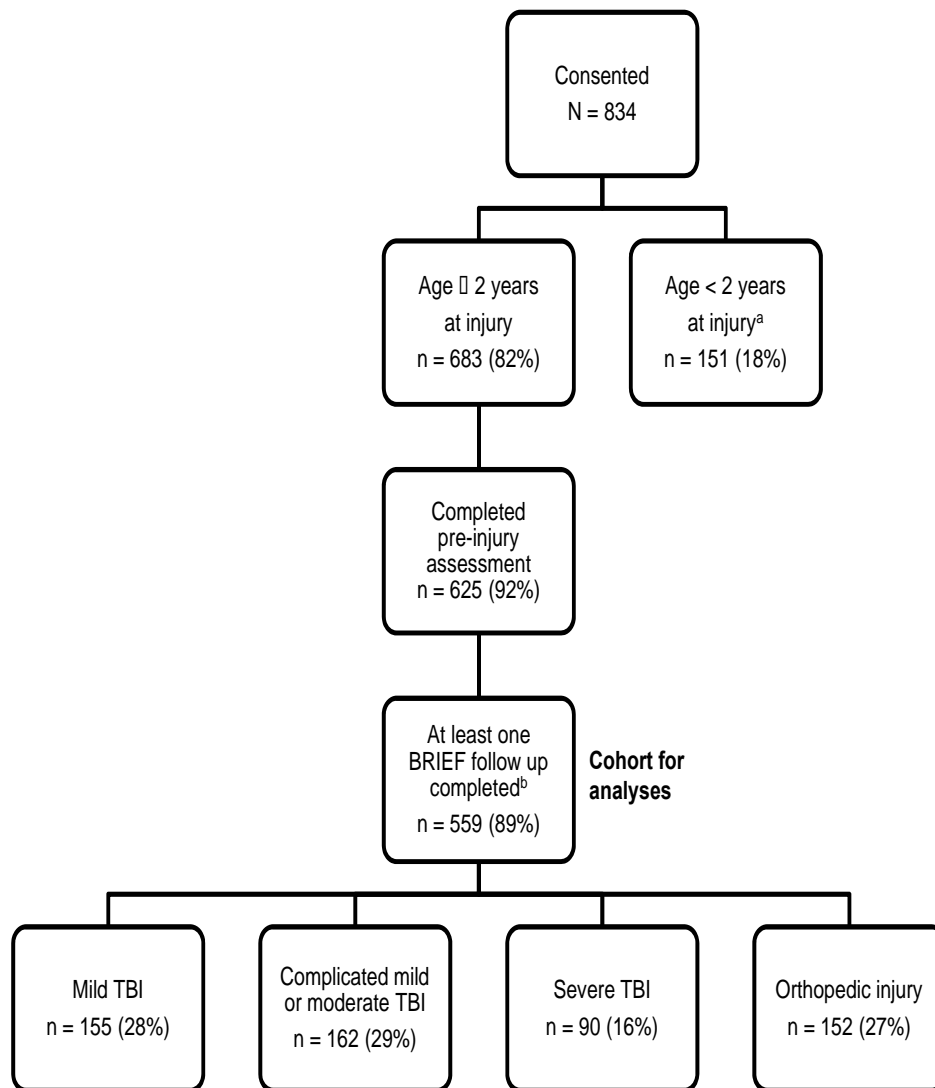 Consented
N = 834
Age 
 2 years
at injury
n = 683 (82%)
Age < 2 years
at injuryᵃ
n = 151 (18%)
Completed
pre-injury
assessment
n = 625 (92%)
At least one
BRIEF follow up
completedᵇ
n = 559 (89%)
Cohort for
analyses
Mild TBI
n = 155 (28%)
Complicated mild
or moderate TBI
n = 162 (29%)
Severe TBI
n = 90 (16%)
Orthopedic injury
n = 152 (27%)